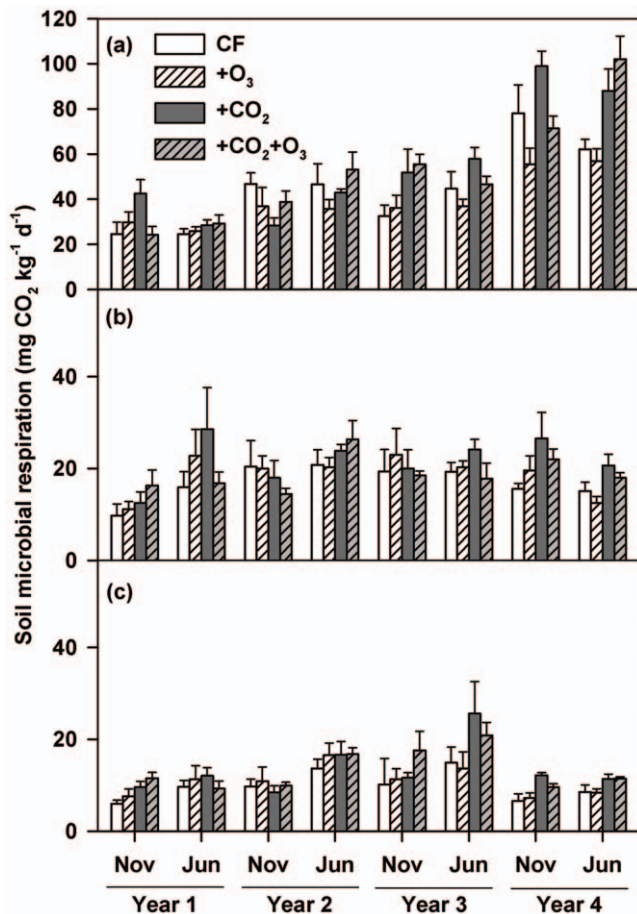 Soil microbial respiration (mg CO₂ kg⁻¹ d⁻¹)
120
(a)
CF
100
+O₃
80
+CO₂
60
+CO₂+O₃
40
20
0
(b)
40
20
0
(c)
40
20
0
Nov Jun Nov Jun Nov Jun Nov Jun
Year 1 Year 2 Year 3 Year 4